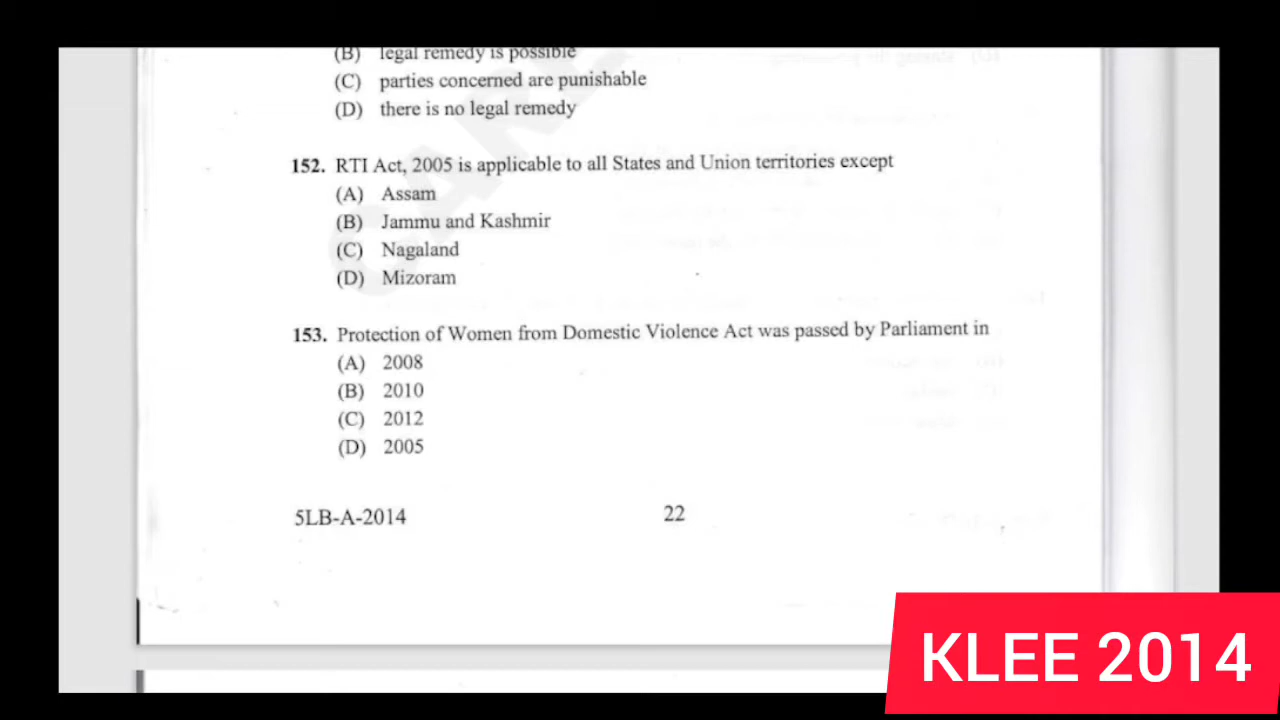 (B) legal remedy is possible
(C) parties concerned are punishable
(D) there is no legal remedy
152. RTI Act, 2005 is applicable to all States and Union territories except
(A) Assam
(B) Jammu and Kashmir
(C) Nagaland
(D) Mizoram
153. Protection of Women from Domestic Violence Act was passed by Parliament in
(A) 2008
(B) 2010
(C) 2012
(D) 2005
5LB-A-2014 22
KLEE 2014